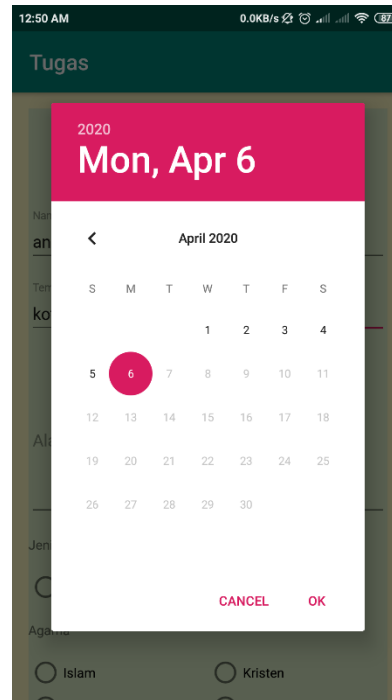 12:50 AM 0.0KB/s 87
Tugas
2020
Mon, Apr 6
April 2020
S M T W T F S
1 2 3 4
5 6 7 8 9 10 11
12 13 14 15 16 17 18
19 20 21 22 23 24 25
26 27 28 29 30
CANCEL OK
Agama
Islam Kristen